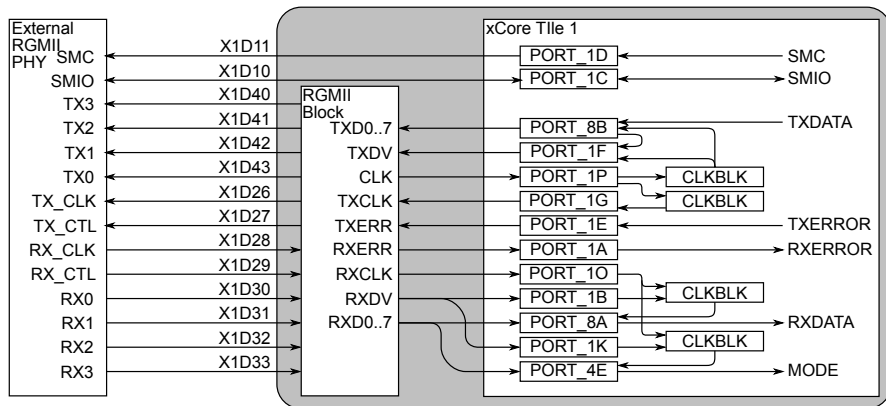 External
RGMII
PHY
SMC
SMIO
TX3
TX2
TX1
TX0
TX_CLK
TX_CTL
RX_CLK
RX_CTL
RX0
RX1
RX2
RX3
X1D11
X1D10
X1D40
X1D41
X1D42
X1D43
X1D26
X1D27
X1D28
X1D29
X1D30
X1D31
X1D32
X1D33
RGMII
Block
TXD0..7
TXDV
CLK
TXCLK
TXERR
RXERR
RXCLK
RXDV
RXD0..7
xCore TIle 1
PORT_1D
PORT_1C
PORT_8B
PORT_1F
PORT_1P
PORT_1G
PORT_1E
PORT_1A
PORT_1O
PORT_1B
PORT_8A
PORT_1K
PORT_4E
CLKBLK
CLKBLK
CLKBLK
CLKBLK
SMC
SMIO
TXDATA
TXERROR
RXERROR
RXDATA
MODE